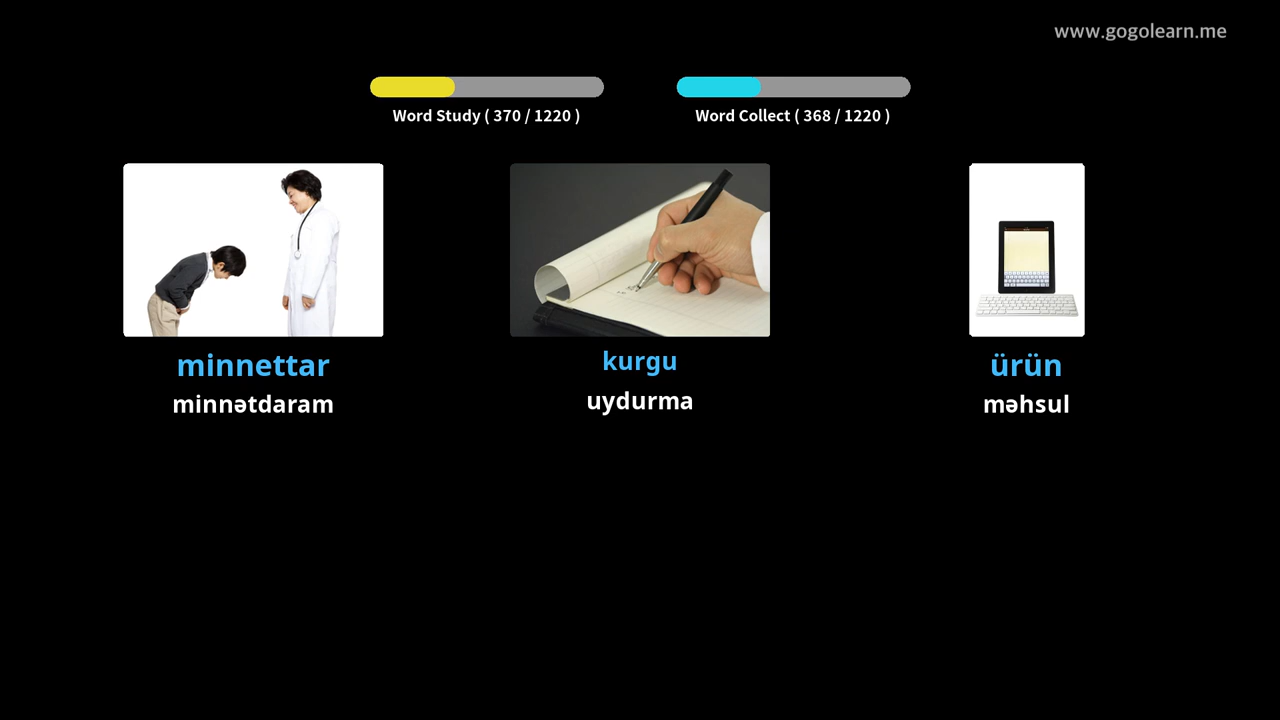 www.gogolearn.me
Word Study ( 370 / 1220 )
Word Collect ( 368 / 1220 )
minnettar
minnətdaram
kurgu
uydurma
ürün
məhsul